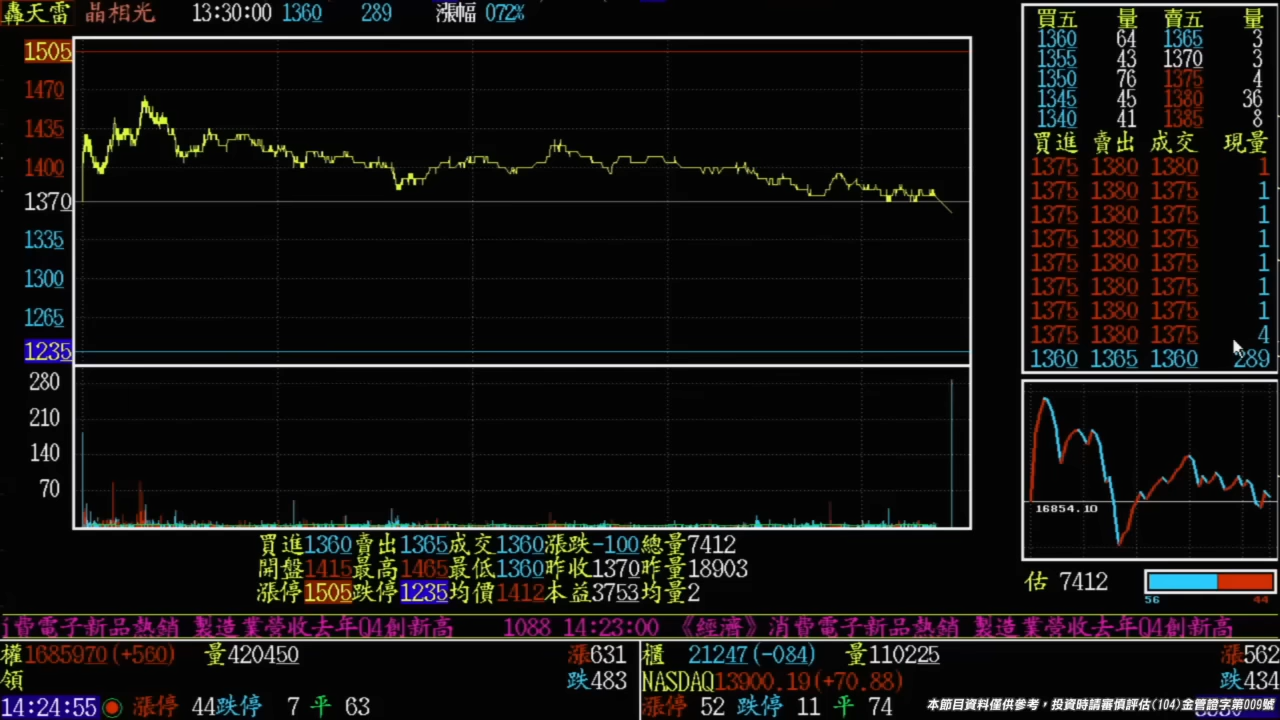 轟天雷 晶相光 13:30:00 1360 289 漲幅 072%
1505
1470
1435
1400
1370
1335
1300
1265
1235
280
210
140
70
買五 量 賣五 量
1360 64 1365 3
1355 43 1370 3
1350 76 1375 4
1345 45 1380 36
1340 41 1385 8
買進 賣出 成交 現量
1375 1380 1380 1
1375 1380 1375 1
1375 1380 1375 1
1375 1380 1375 1
1375 1380 1375 1
1375 1380 1375 1
1375 1380 1375 1
1375 1380 1375 4
1360 1365 1360 289
16854.10
估 7412
56 44
買進1360賣出1365成交1360漲跌-100總量7412
開盤1415最高1465最低1360昨收1370昨量18903
漲停1505跌停1235均價1412本益3753均量2
費電子新品熱銷 製造業營收去年Q4創新高 1088 14:23:00 《經濟》消費電子新品熱銷 製造業營收去年Q4創新高
權1685970(+560) 量420450 漲631
領 跌483
14:24:55 漲停 44跌停 7 平 63
櫃 21247(-084) 量110225 漲562
NASDAQ13900.19(+70.88) 跌434
漲停 52 跌停 11 平 74
本節目資料僅供參考，投資時請審慎評估(104)金管證字第009號